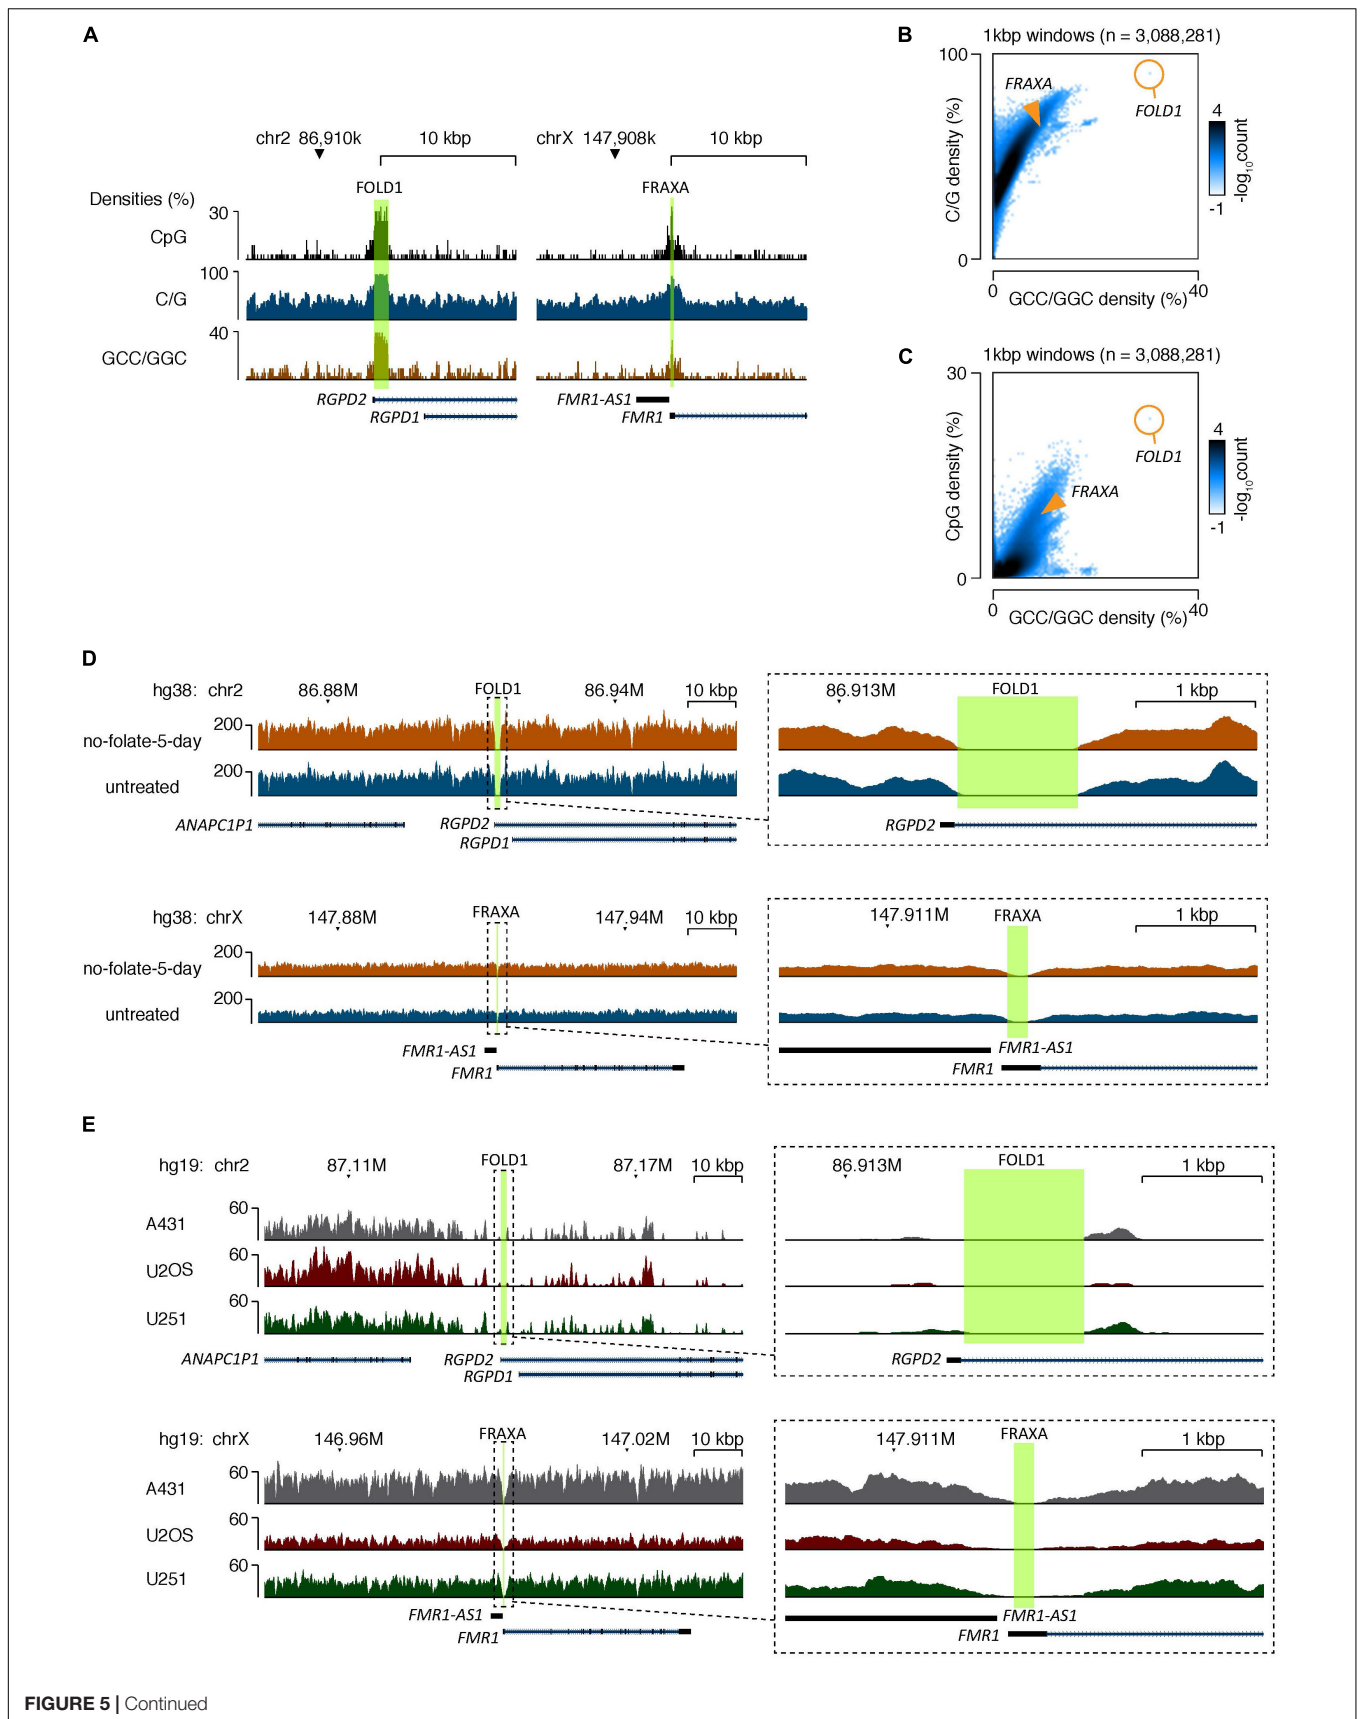 A
chr2 86,910k 10 kbp chrX 147,908k 10 kbp
FOLD1 FRAXA
Densities (%)
30
CpG
100
C/G
40
GCC/GGC
RGPD2 FMR1-AS1
RGPD1 FMR1
B
1kbp windows (n = 3,088,281)
100
C/G density (%)
0
FRAXA
FOLD1
4
-1
-log10count
0 40
GCC/GGC density (%)
C
1kbp windows (n = 3,088,281)
30
CpG density (%)
0
FOLD1
FRAXA
4
-1
-log10count
0 40
GCC/GGC density (%)
D
hg38: chr2 86.88M FOLD1 86.94M 10 kbp
200
no-folate-5-day
200
untreated
ANAPC1P1 RGPD2
RGPD1
86.913M FOLD1 1 kbp
RGPD2
hg38: chrX 147.88M FRAXA 147.94M 10 kbp
200
no-folate-5-day
200
untreated
FMR1-AS1
FMR1
147.911M FRAXA 1 kbp
FMR1-AS1
FMR1
E
hg19: chr2 87.11M FOLD1 87.17M 10 kbp
60
A431
60
U2OS
60
U251
ANAPC1P1 RGPD2
RGPD1
86.913M FOLD1 1 kbp
RGPD2
hg19: chrX 146.96M FRAXA 147.02M 10 kbp
60
A431
60
U2OS
60
U251
FMR1-AS1
FMR1
147.911M FRAXA 1 kbp
FMR1-AS1
FMR1
FIGURE 5 | Continued